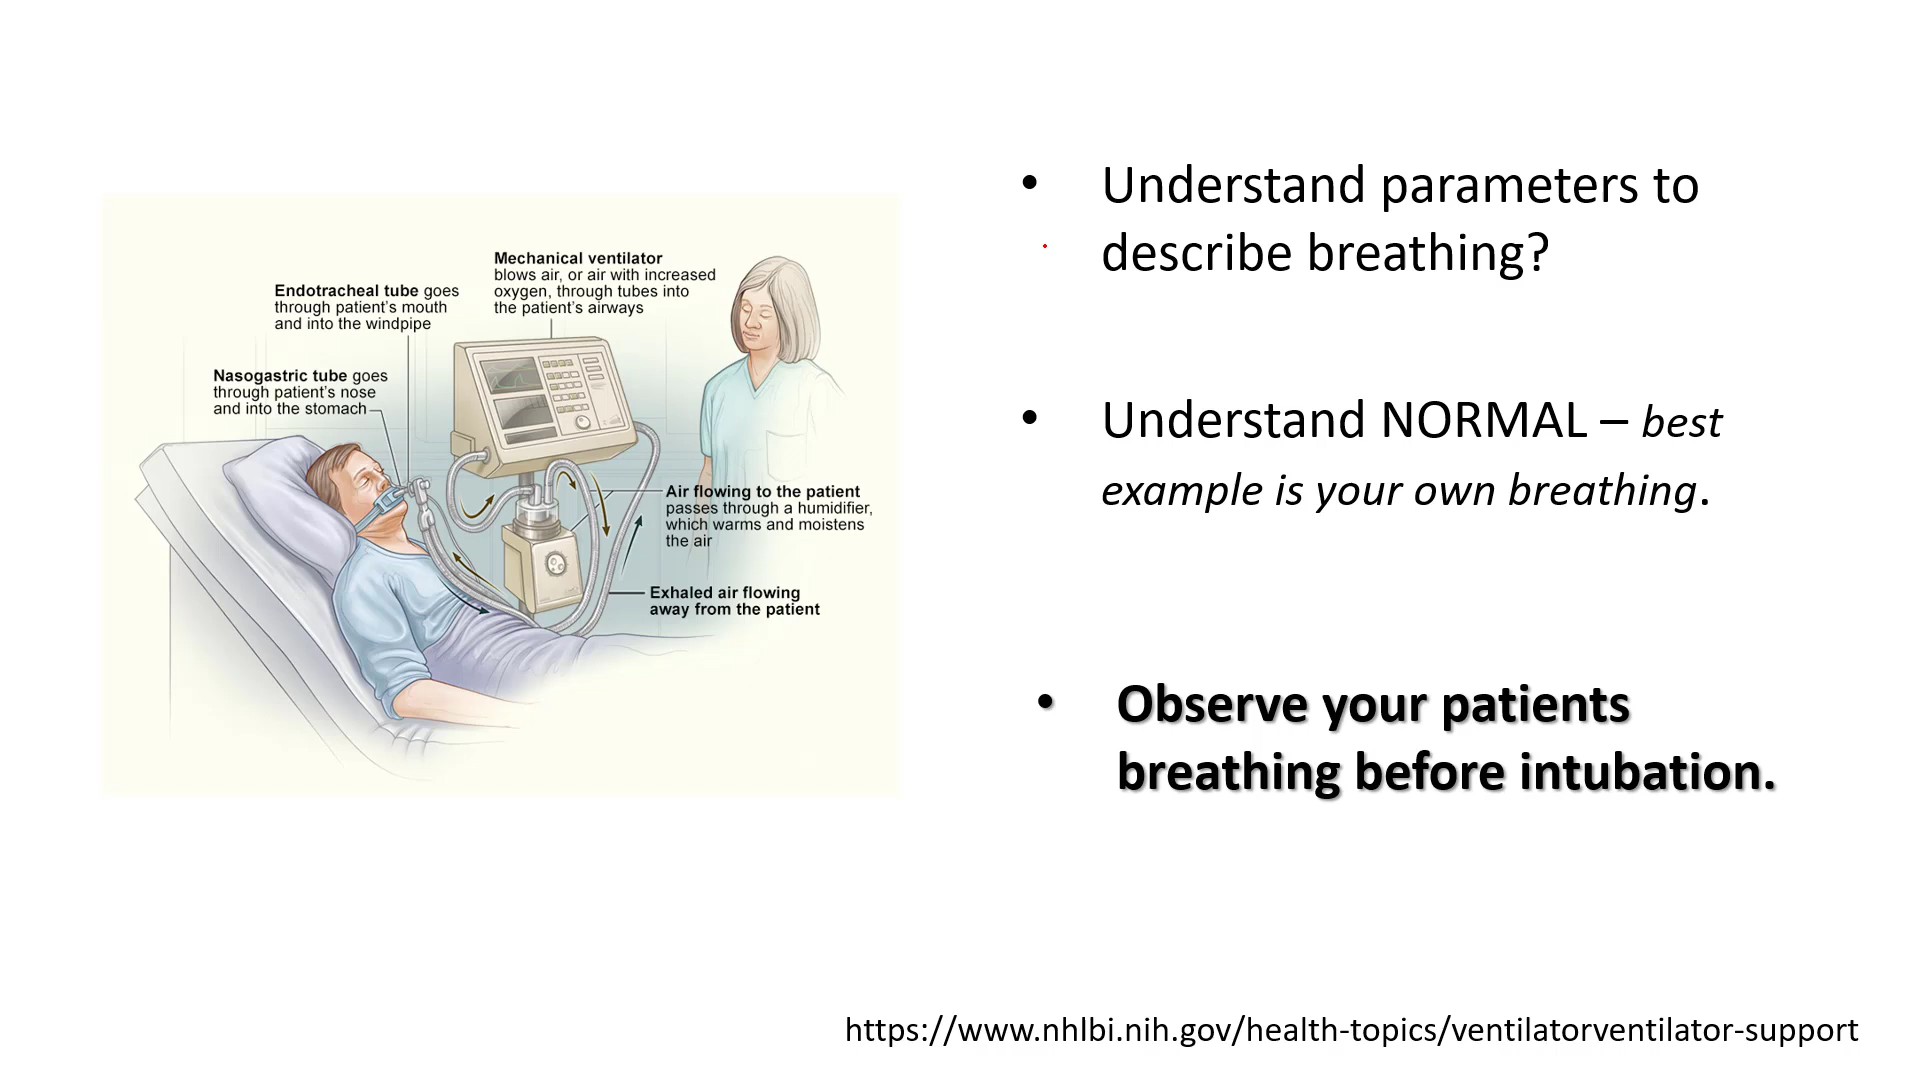 Mechanical ventilator
blows air, or air with increased
oxygen, through tubes into
the patient's airways
Endotracheal tube goes
through patient's mouth
and into the windpipe
Nasogastric tube goes
through patient's nose
and into the stomach
Air flowing to the patient
passes through a humidifier,
which warms and moistens
the air
Exhaled air flowing
away from the patient
• Understand parameters to
describe breathing?
• Understand NORMAL – best
example is your own breathing.
• Observe your patients
breathing before intubation.
https://www.nhlbi.nih.gov/health-topics/ventilatorventilator-support